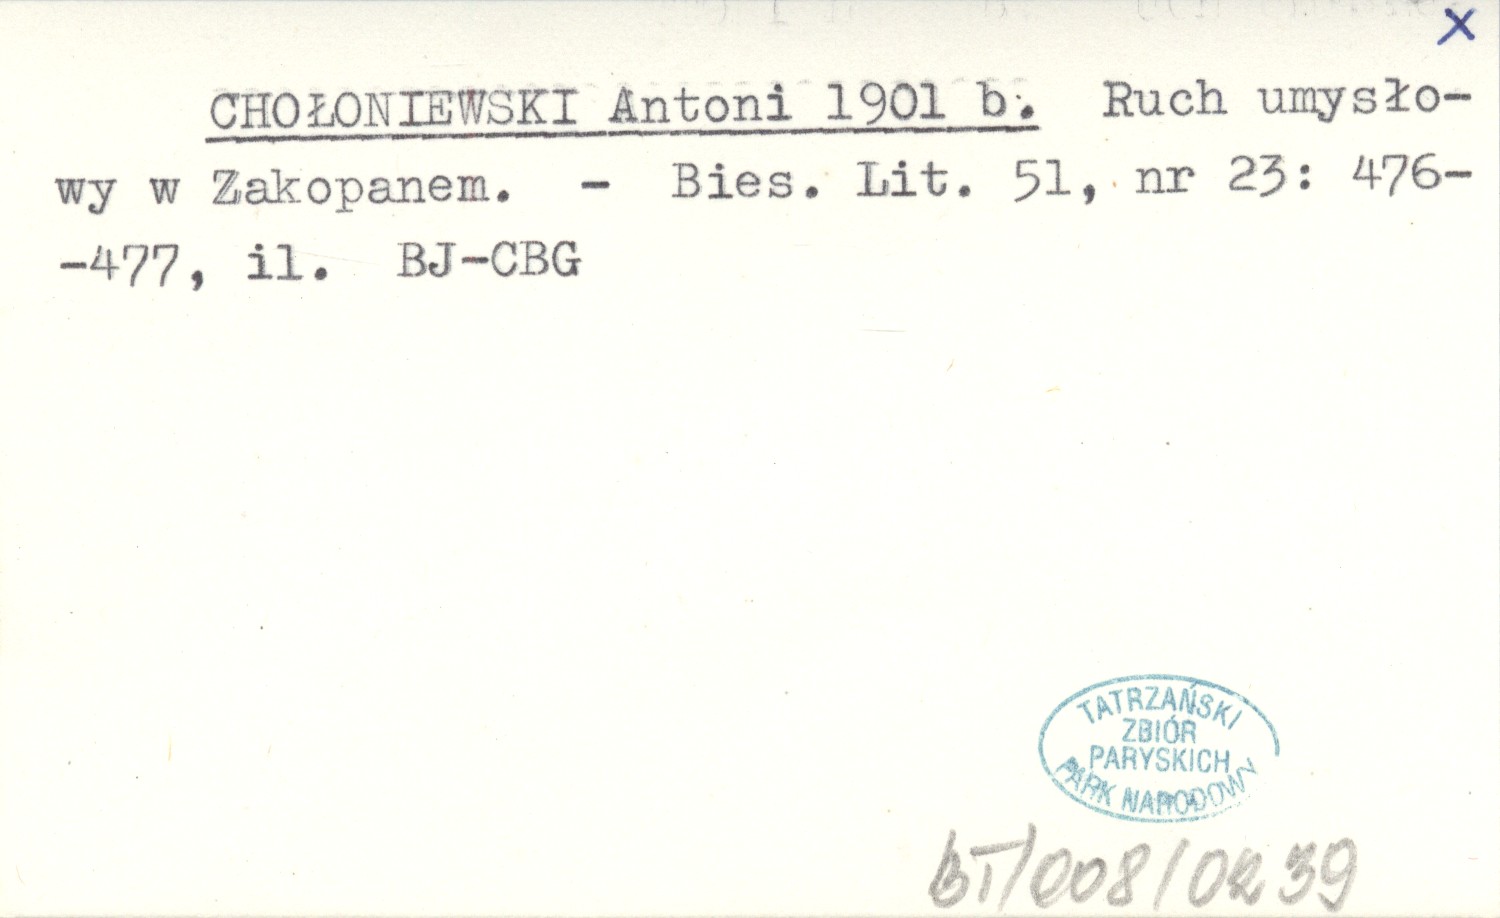 x
CHOŁONIEWSKI Antoni 1901 b. Ruch umysło-
wy w Zakopanem. - Bies. Lit. 51, nr 23: 476-
-477, il. BJ-CBG
TATRZAŃSKI
ZBIÓR
PARYSKICH
PARK NARODOWY
BT/008/0239